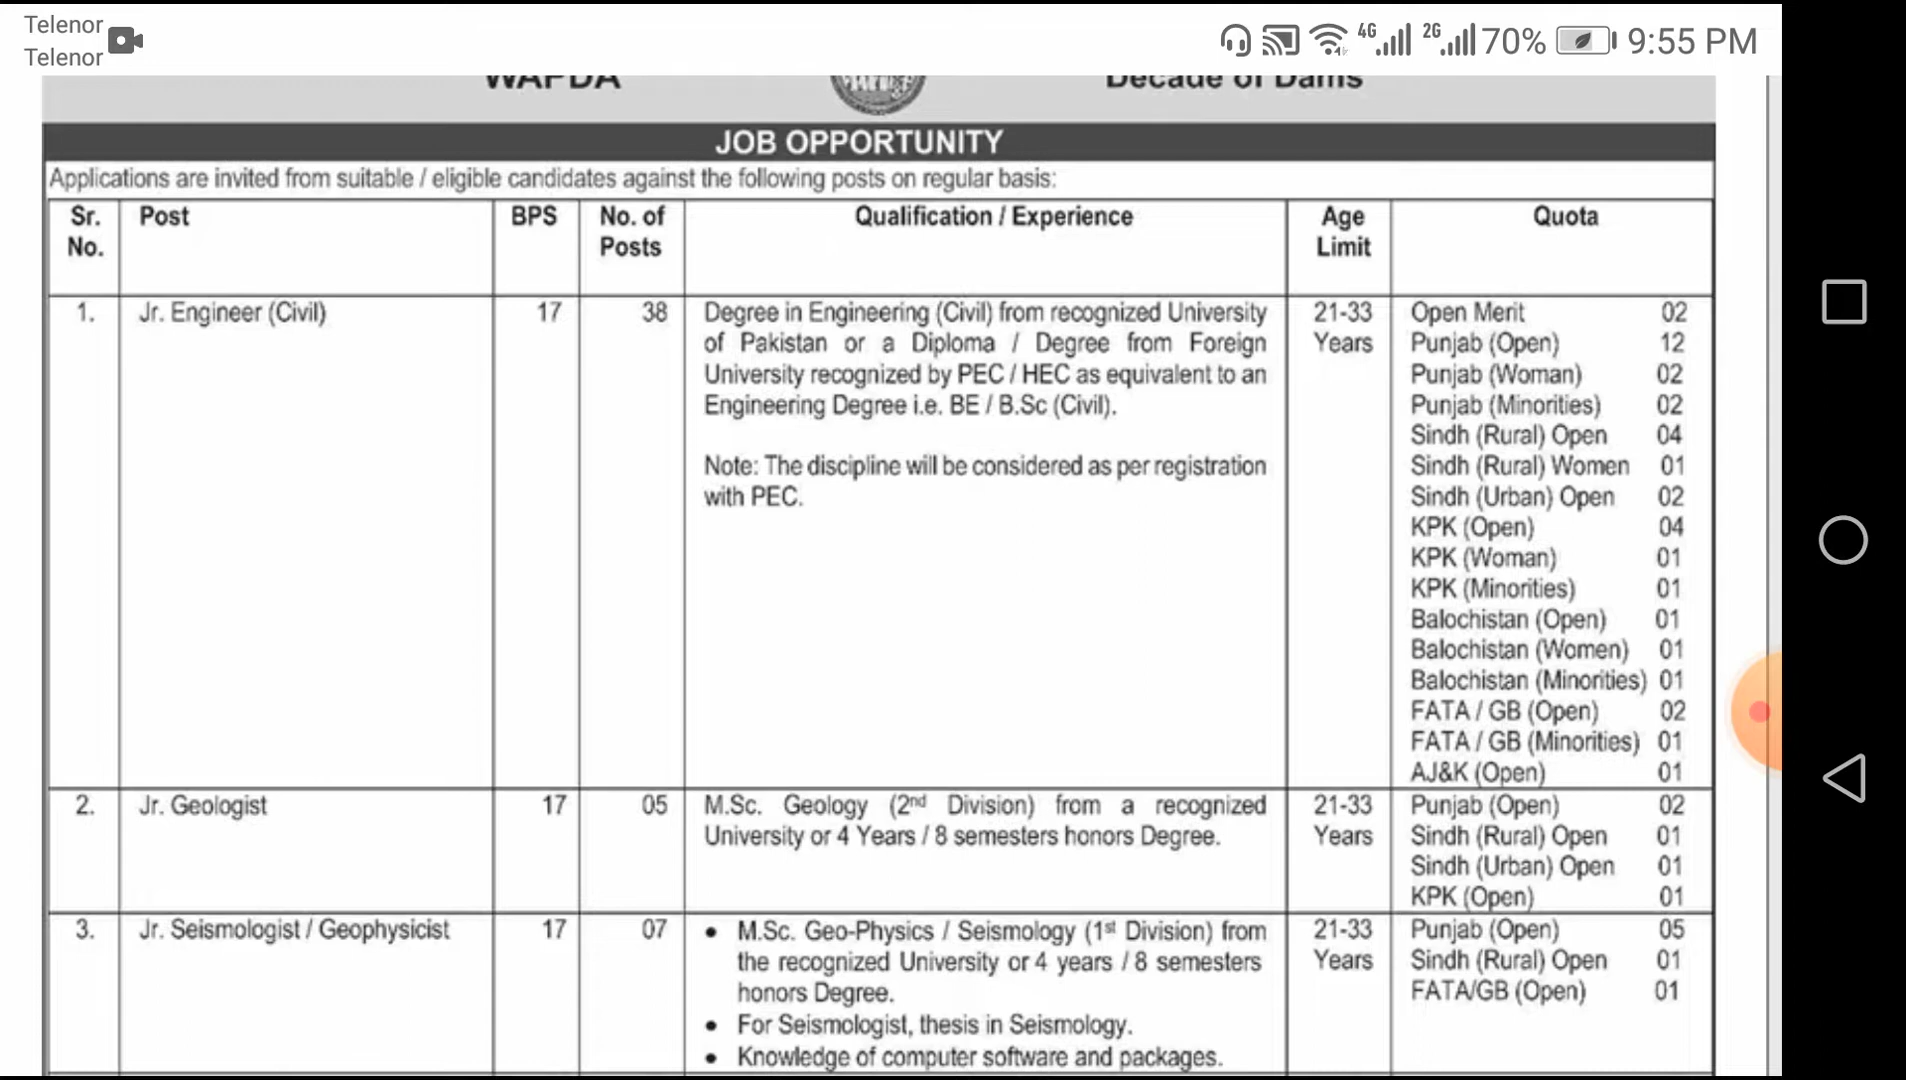 Telenor
Telenor
4G 2G 70% 9:55 PM
WAPDA Decade of Dams
JOB OPPORTUNITY
Applications are invited from suitable / eligible candidates against the following posts on regular basis:
Sr. No. Post BPS No. of Posts Qualification / Experience Age Limit Quota
1. Jr. Engineer (Civil) 17 38 Degree in Engineering (Civil) from recognized University 21-33 Open Merit 02
of Pakistan or a Diploma / Degree from Foreign Years Punjab (Open) 12
University recognized by PEC / HEC as equivalent to an Punjab (Woman) 02
Engineering Degree i.e. BE / B.Sc (Civil). Punjab (Minorities) 02
Sindh (Rural) Open 04
Note: The discipline will be considered as per registration Sindh (Rural) Women 01
with PEC. Sindh (Urban) Open 02
KPK (Open) 04
KPK (Woman) 01
KPK (Minorities) 01
Balochistan (Open) 01
Balochistan (Women) 01
Balochistan (Minorities) 01
FATA / GB (Open) 02
FATA / GB (Minorities) 01
AJ&K (Open) 01
2. Jr. Geologist 17 05 M.Sc. Geology (2nd Division) from a recognized 21-33 Punjab (Open) 02
University or 4 Years / 8 semesters honors Degree. Years Sindh (Rural) Open 01
Sindh (Urban) Open 01
KPK (Open) 01
3. Jr. Seismologist / Geophysicist 17 07 • M.Sc. Geo-Physics / Seismology (1st Division) from 21-33 Punjab (Open) 05
the recognized University or 4 years / 8 semesters Years Sindh (Rural) Open 01
honors Degree. FATA/GB (Open) 01
• For Seismologist, thesis in Seismology.
• Knowledge of computer software and packages.